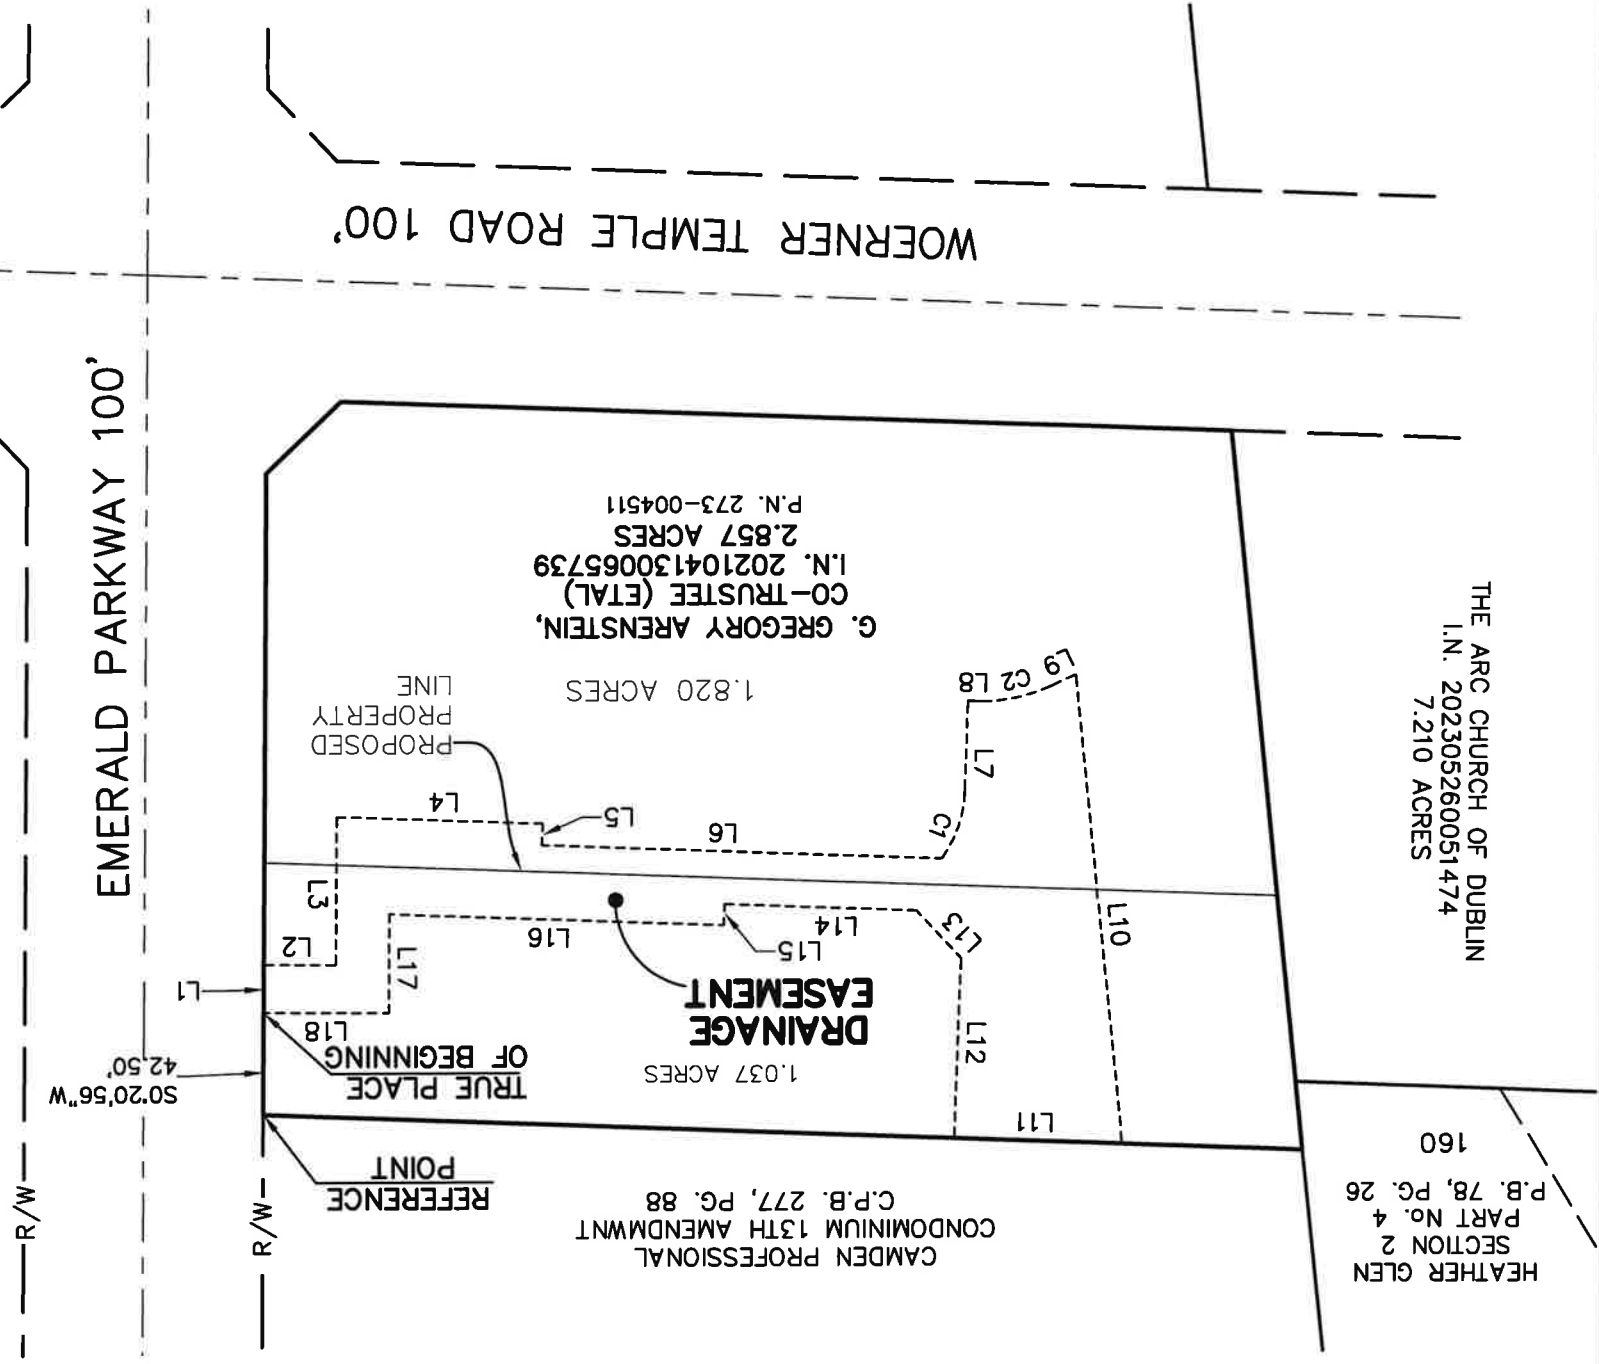 HEATHER GLEN
SECTION 2
PART No. 4
P.B. 78, PG. 26
160
CAMDEN PROFESSIONAL
CONDOMINIUM 13TH AMENDMWNT
C.P.B. 277, PG. 88
REFERENCE
POINT
R/W
R/W
S0°20'56"W
42.50'
TRUE PLACE
OF BEGINNING
1.037 ACRES
DRAINAGE
EASEMENT
L1
L2
L3
L4
L5
L6
C1
L7
L8
C2
L9
L10
L11
L12
L13
L14
L15
L16
L17
L18
PROPOSED
PROPERTY
LINE
1.820 ACRES
G. GREGORY ARENSTEIN,
CO-TRUSTEE (ETAL)
I.N. 202104130065739
2.857 ACRES
P.N. 273-004511
THE ARC CHURCH OF DUBLIN
I.N. 202305260051474
7.210 ACRES
EMERALD PARKWAY 100'
WOERNER TEMPLE ROAD 100'